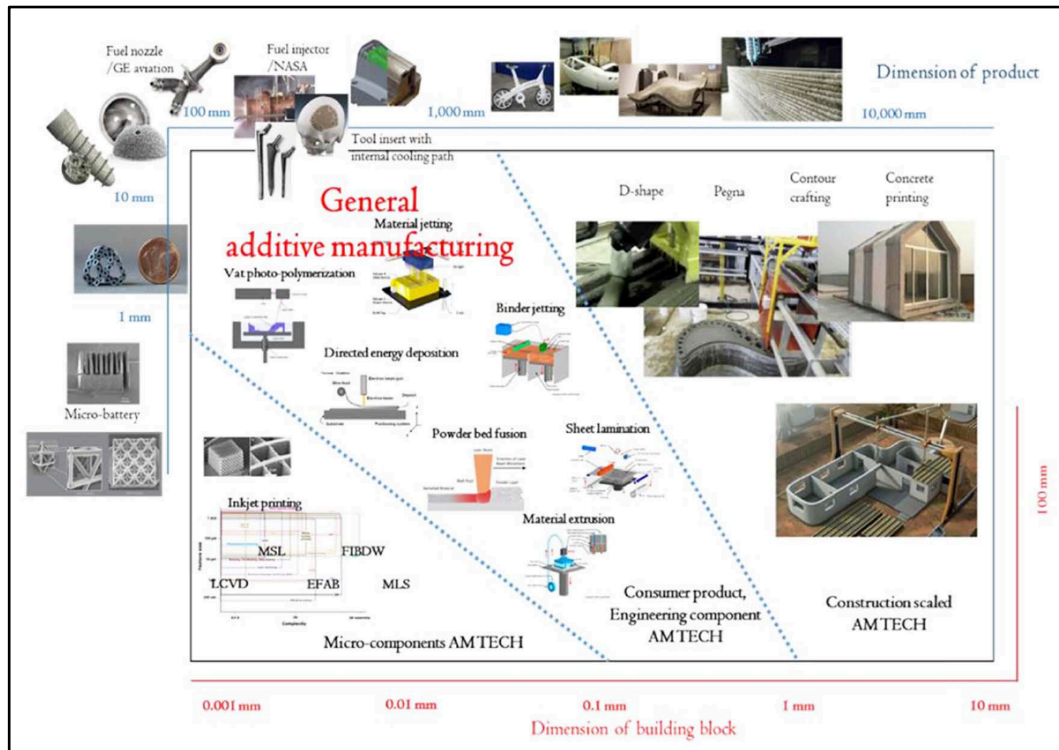 Fuel nozzle
/GE aviation
Fuel injector
/NASA
100 mm
1,000 mm
Dimension of product
10,000 mm
Tool insert with
internal cooling path
10 mm
1 mm
Micro-battery
General
additive manufacturing
Material jetting
Vat photo-polymerization
Binder jetting
Directed energy deposition
Powder bed fusion
Sheet lamination
Material extrusion
D-shape
Pegna
Contour
crafting
Concrete
printing
Inkjet printing
MSL
FIBDW
LCVD
EFAB
MLS
Complexity
Micro-components AM TECH
Consumer product,
Engineering component
AM TECH
Construction scaled
AM TECH
100 mm
0.001 mm
0.01 mm
0.1 mm
1 mm
10 mm
Dimension of building block